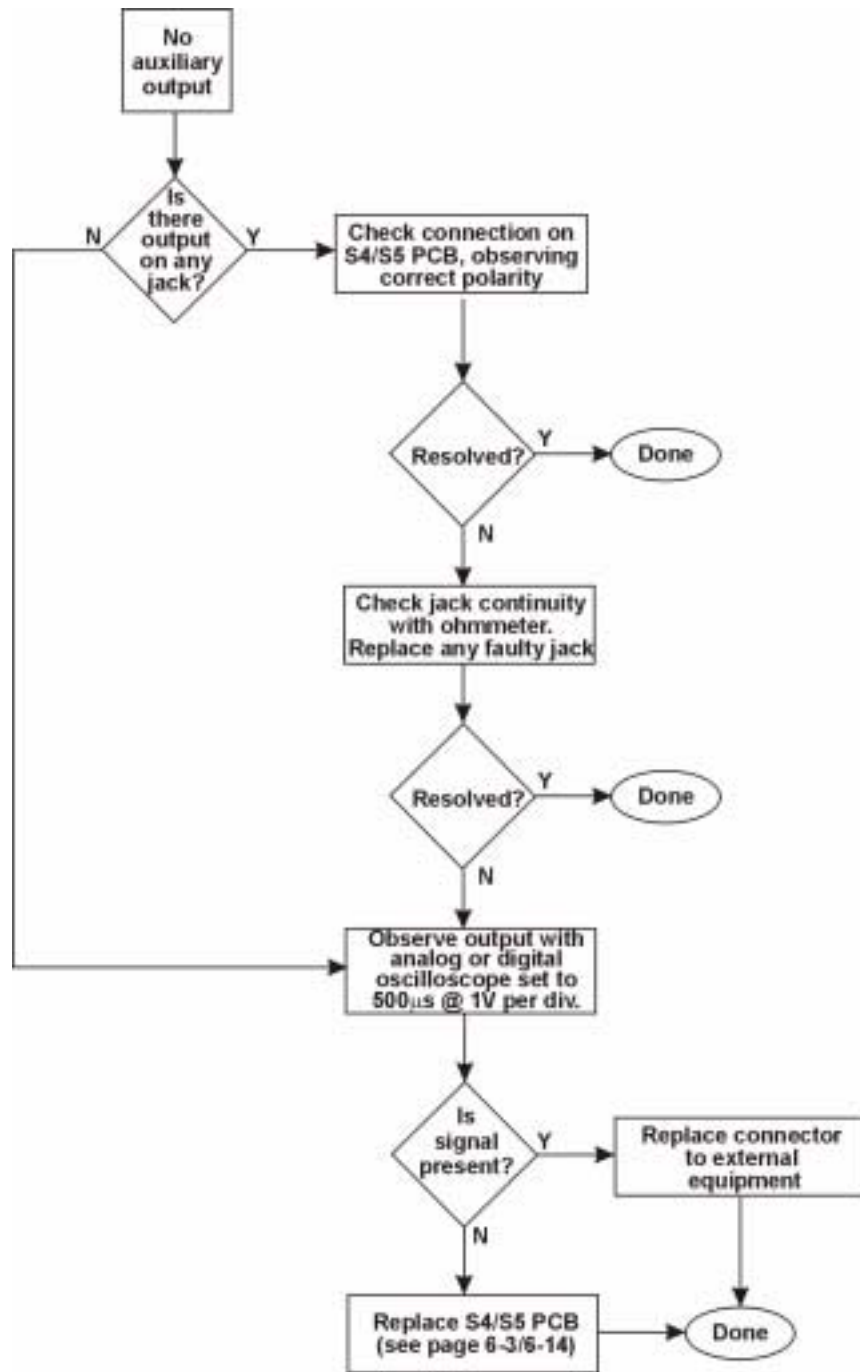 No
auxiliary
output
Is
there
output
on any
jack?
N
Y
Check connection on
S4/S5 PCB, observing
correct polarity
Resolved?
Y
Done
N
Check jack continuity
with ohmmeter.
Replace any faulty jack
Resolved?
Y
Done
N
Observe output with
analog or digital
oscilloscope set to
500µs @ 1V per div.
Is
signal
present?
Y
Replace connector
to external
equipment
N
Replace S4/S5 PCB
(see page 6-3/6-14)
Done